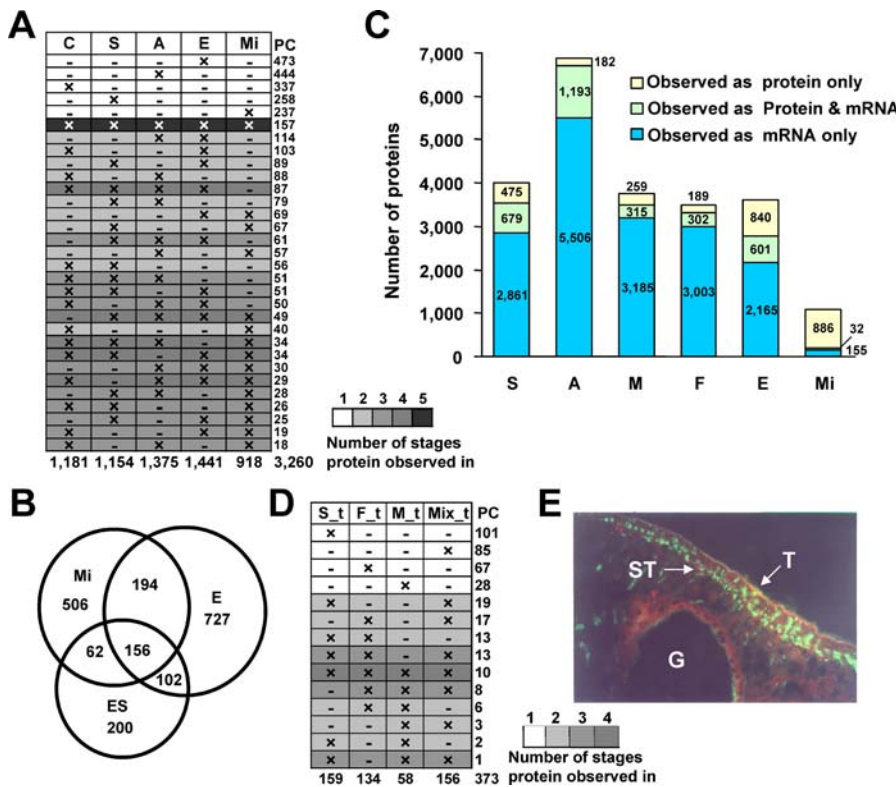 A
C S A E Mi PC
- - - × - 473
- - × - - 444
× - - - - 337
- × - - - 258
- - - - × 237
× × × × × 157
- - × × - 114
× - - × - 103
- × - × - 89
× - × - - 88
× × × × - 87
- × × - - 79
- - - × × 69
- × - - × 67
- × × × - 61
- - × - × 57
× × - - - 56
× × × - - 51
× × - × - 51
× - × × - 50
- × × × × 49
× - - - × 40
× × × - × 34
× × - × × 34
- - × × × 30
× - × × × 29
- × × - × 28
× × - - × 26
- × - × × 25
× - - × × 19
× - × - × 18
1,181 1,154 1,375 1,441 918 3,260
1 2 3 4 5
Number of stages
protein observed in
C
Number of proteins
7,000
6,000
5,000
4,000
3,000
2,000
1,000
0
Observed as protein only
Observed as Protein & mRNA
Observed as mRNA only
475
679
2,861
182
1,193
5,506
259
315
3,185
189
302
3,003
840
601
2,165
886
32
155
S A M F E Mi
B
Mi
506
194
E
727
62
156
102
ES
200
D
S_t F_t M_t Mix_t PC
× - - - 101
- - - × 85
- × - - 67
- - × - 28
× - - × 19
- × - × 17
× × - - 13
× × - × 13
× × × × 10
- × × × 8
- × × - 6
- - × × 3
× - × - 2
× - × × 1
159 134 58 156 373
1 2 3 4
Number of stages
protein observed in
E
ST
T
G